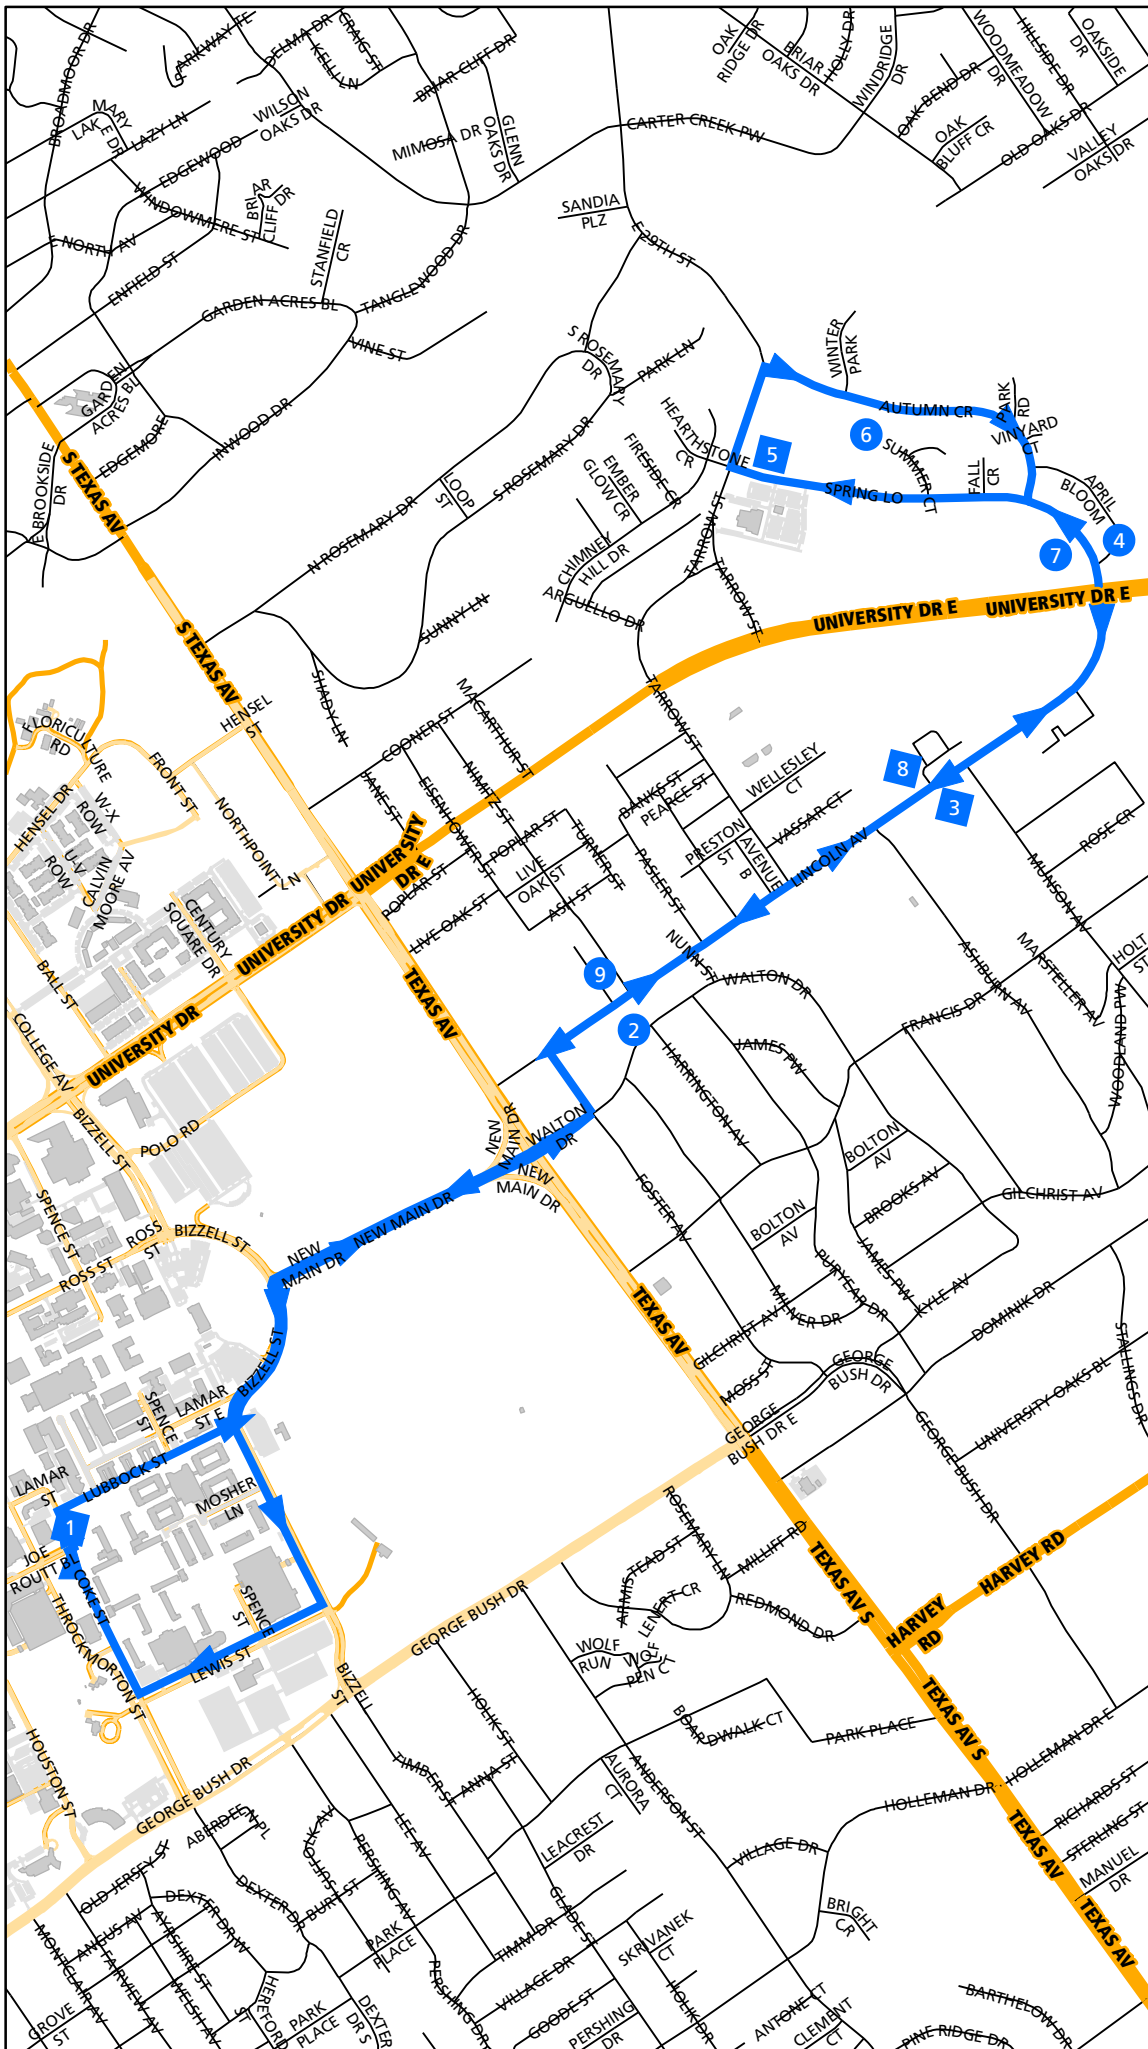 BROADMOOR DR
PARKWAY TE
DELMA DR
CRAIG ST
KELLY LN
BRIAR CLIFF DR
OAK
RIDGE DR
BRIAR
OAKS DR
HOLLY DR
WINDRIDGE
DR
WOODMEADOW
DR
HILLSIDE DR
OAKSIDE
DR
OAK BEND DR
OAK
BLUFF CR
OLD OAKS DR
VALLEY
OAKS DR
MARY
LAKE DR
LAZY LN
EDGEWOOD
WILSON
OAKS DR
MIMOSA DR
GLENN
OAKS DR
CARTER CREEK PW
WINDOWMERE ST
BRIAR
CLIFF DR
STANFIELD
CR
E NORTH AV
ENFIELD ST
TANGLEWOOD DR
SANDIA
PLZ
E 29TH ST
GARDEN ACRES BL
VINE ST
S ROSEMARY
DR
PARK LN
WINTER
PARK
GARDEN
ACRES BL
EDGEMORE
INWOOD DR
E BROOKSIDE
DR
S TEXAS AV
LOOP
ST
S ROSEMARY DR
N ROSEMARY DR
HEARTHSTONE
CR
FIRESIDE CR
EMBER
GLOW CR
CHIMNEY
HILL DR
ARGUELLO DR
AUTUMN CR
PARK
RD
VINYARD
CT
6
5
SUMMER
CT
FALL
CR
SPRING LO
APRIL
BLOOM
4
7
TARROW ST
TARROW ST
UNIVERSITY DR E
UNIVERSITY DR E
S TEXAS AV
SUNNY LN
SHADY LN
HENSEL
ST
FLORICULTURE
RD
HENSEL DR
FRONT ST
NORTHPOINT LN
W-X
ROW
U-V
ROW
CALVIN
MOORE AV
CENTURY
SQUARE DR
BALL ST
COLLEGE AV
MACARTHUR ST
COONER ST
NIMITZ ST
EISENHOWER ST
JANE ST
UNIVERSITY
DR E
UNIVERSITY DR
UNIVERSITY DR
POPLAR ST
POPLAR ST
LIVE OAK ST
LIVE
OAK ST
ASH ST
TURNER ST
TARROW ST
BANKS ST
PEARCE ST
WELLESLEY
CT
PRESTON
ST
AVENUE
B
VASSAR CT
PASLER ST
LINCOLN AV
8
3
ROSE CR
MUNSON AV
HOLT
ST
MARSTELLER AV
ASHBURN AV
WOODLAND PW
FRANCIS DR
TEXAS AV
9
2
NUNN ST
WALTON DR
JAMES PW
HARRINGTON AV
BIZZELL ST
POLO RD
NEW
MAIN DR
WALTON
DR
NEW
MAIN DR
NEW MAIN DR
NEW
MAIN DR
SPENCE ST
ROSS
ST
BIZZELL ST
ROSS ST
FOSTER AV
BOLTON
AV
BOLTON
AV
BROOKS AV
GILCHRIST AV
JAMES PW
PURYEAR DR
KYLE AV
MILNER DR
DOMINIK DR
GILCHRIST AV
TEXAS AV
MOSS ST
GEORGE
BUSH DR
GEORGE
BUSH DR E
STALLINGS DR
UNIVERSITY OAKS BL
GEORGE BUSH DR
BIZZELL ST
LAMAR
ST E
SPENCE
ST
LUBBOCK ST
LAMAR
ST
MOSHER
LN
1
JOE
ROUTT BL
COKE ST
THROCKMORTON ST
SPENCE
ST
LEWIS ST
BIZZELL
ST
GEORGE BUSH DR
ROSEMARY LN
MILLIFF RD
ARMISTEAD ST
LENERT CR
REDMOND DR
TEXAS AV S
HARVEY
RD
HARVEY RD
WOLF
RUN
WOLF
PEN CT
HOLIK ST
BOARDWALK CT
PARK PLACE
TEXAS AV S
HOLLEMAN DR E
HOLLEMAN DR
HOUSTON ST
GEORGE BUSH DR
TIMBER ST
ANNA ST
AURORA
CT
ANDERSON ST
ABERDEEN PL
LEE AV
LEACREST
DR
VILLAGE DR
RICHARDS ST
STERLING ST
MANUEL
DR
TEXAS AV
TEXAS AV
OLD JERSEY ST
SUFFOLK AV
PERSHING AV
BURT ST
DEXTER DR
DEXTER DR W
ANGUS AV
AYRSHIRE ST
PARK
PLACE
TIMM DR
GLADE ST
SKRIVANEK
CT
BRIGHT
CR
MONTCLAIR AV
FAIRVIEW AV
WELSH AV
HEREFORD
ST
PARK
PLACE
DEXTER
DR S
PERSHING DR
VILLAGE DR
GOODE ST
PERSHING
DR
HOLIK DR
ANTONE CT
CLEMENT
CT
BARTHELOW DR
PINE RIDGE DR
GROVE
ST